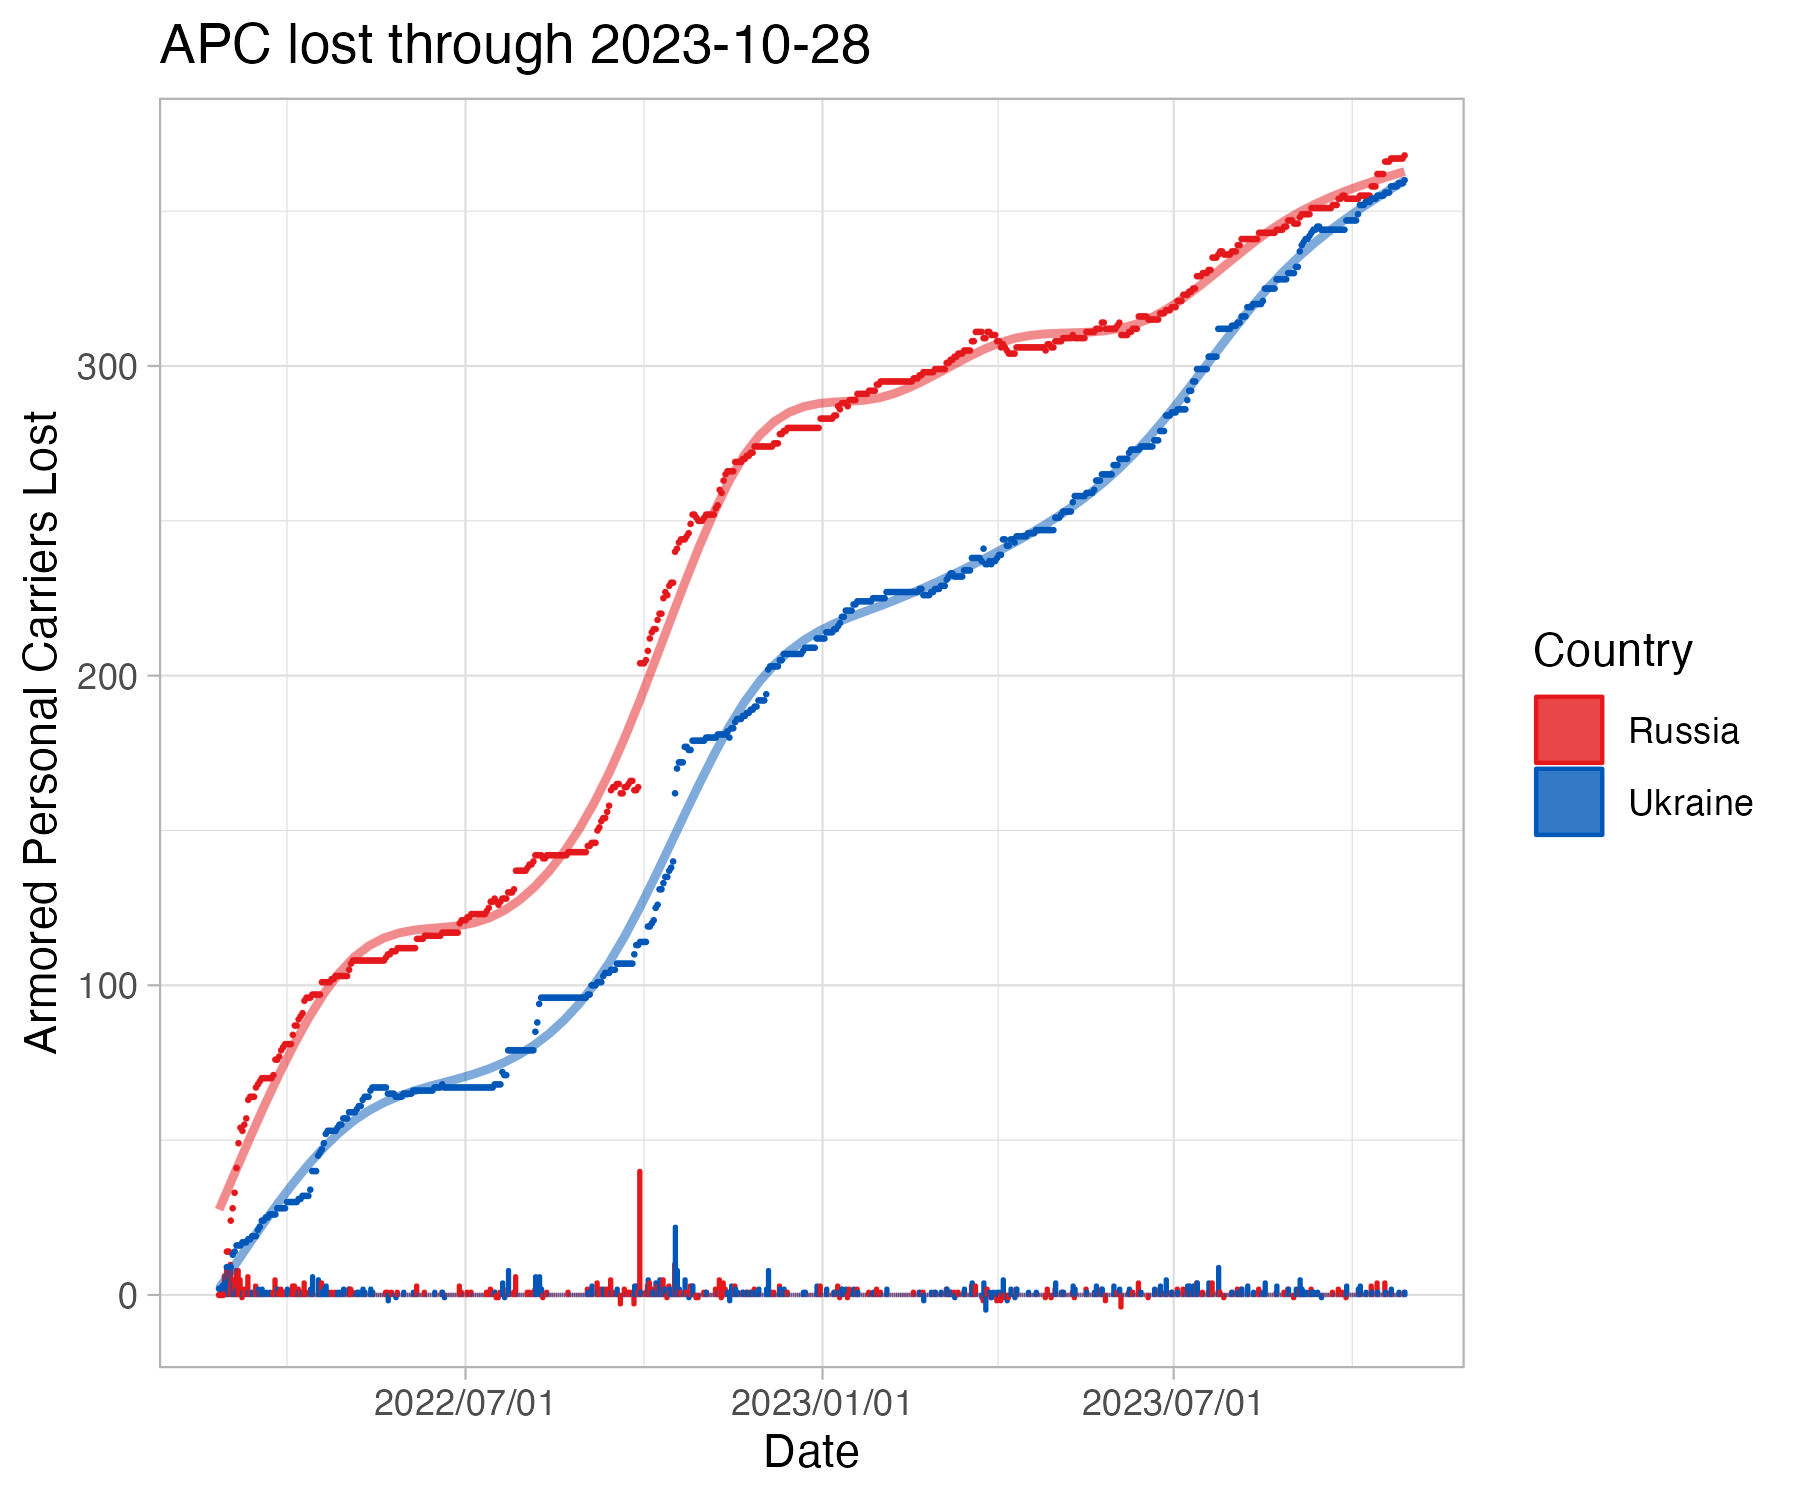 APC lost through 2023-10-28
Armored Personal Carriers Lost
300
200
100
0
2022/07/01
2023/01/01
2023/07/01
Date
Country
Russia
Ukraine